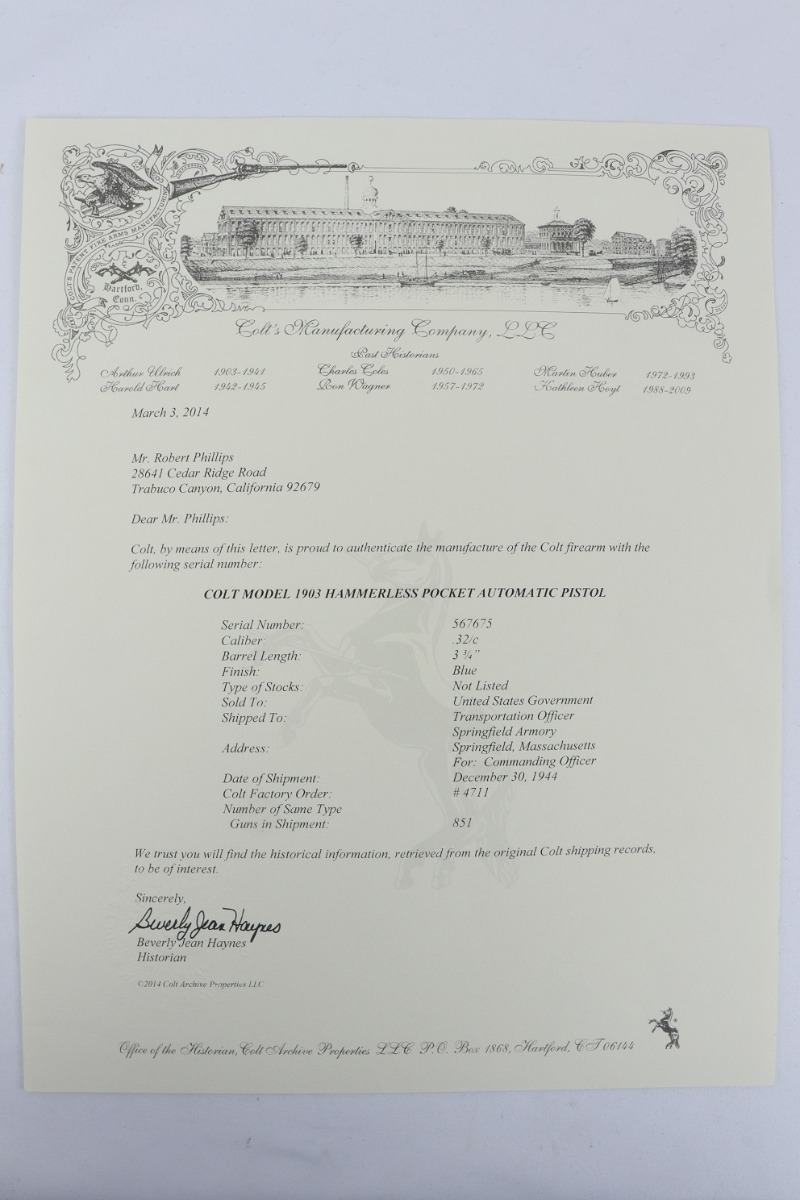 COLT'S PATENT FIRE ARMS MANUFACTURING
Hartford,
Conn.
Colt's Manufacturing Company, LLC
Past Historians
Arthur Ulrich 1903-1941 Charles Coles 1950-1965 Martin Huber 1972-1993
Harold Hart 1942-1945 Ron Wagner 1957-1972 Kathleen Hoyt 1988-2009
March 3, 2014
Mr. Robert Phillips
28641 Cedar Ridge Road
Trabuco Canyon, California 92679
Dear Mr. Phillips:
Colt, by means of this letter, is proud to authenticate the manufacture of the Colt firearm with the
following serial number:
COLT MODEL 1903 HAMMERLESS POCKET AUTOMATIC PISTOL
Serial Number: 567675
Caliber: .32/c
Barrel Length: 3 ¾"
Finish: Blue
Type of Stocks: Not Listed
Sold To: United States Government
Shipped To: Transportation Officer
Springfield Armory
Address: Springfield, Massachusetts
For: Commanding Officer
Date of Shipment: December 30, 1944
Colt Factory Order: # 4711
Number of Same Type
Guns in Shipment: 851
We trust you will find the historical information, retrieved from the original Colt shipping records,
to be of interest.
Sincerely,
Beverly Jean Haynes
Beverly Jean Haynes
Historian
©2014 Colt Archive Properties LLC
Office of the Historian, Colt Archive Properties LLC P.O. Box 1868, Hartford, CT 06144